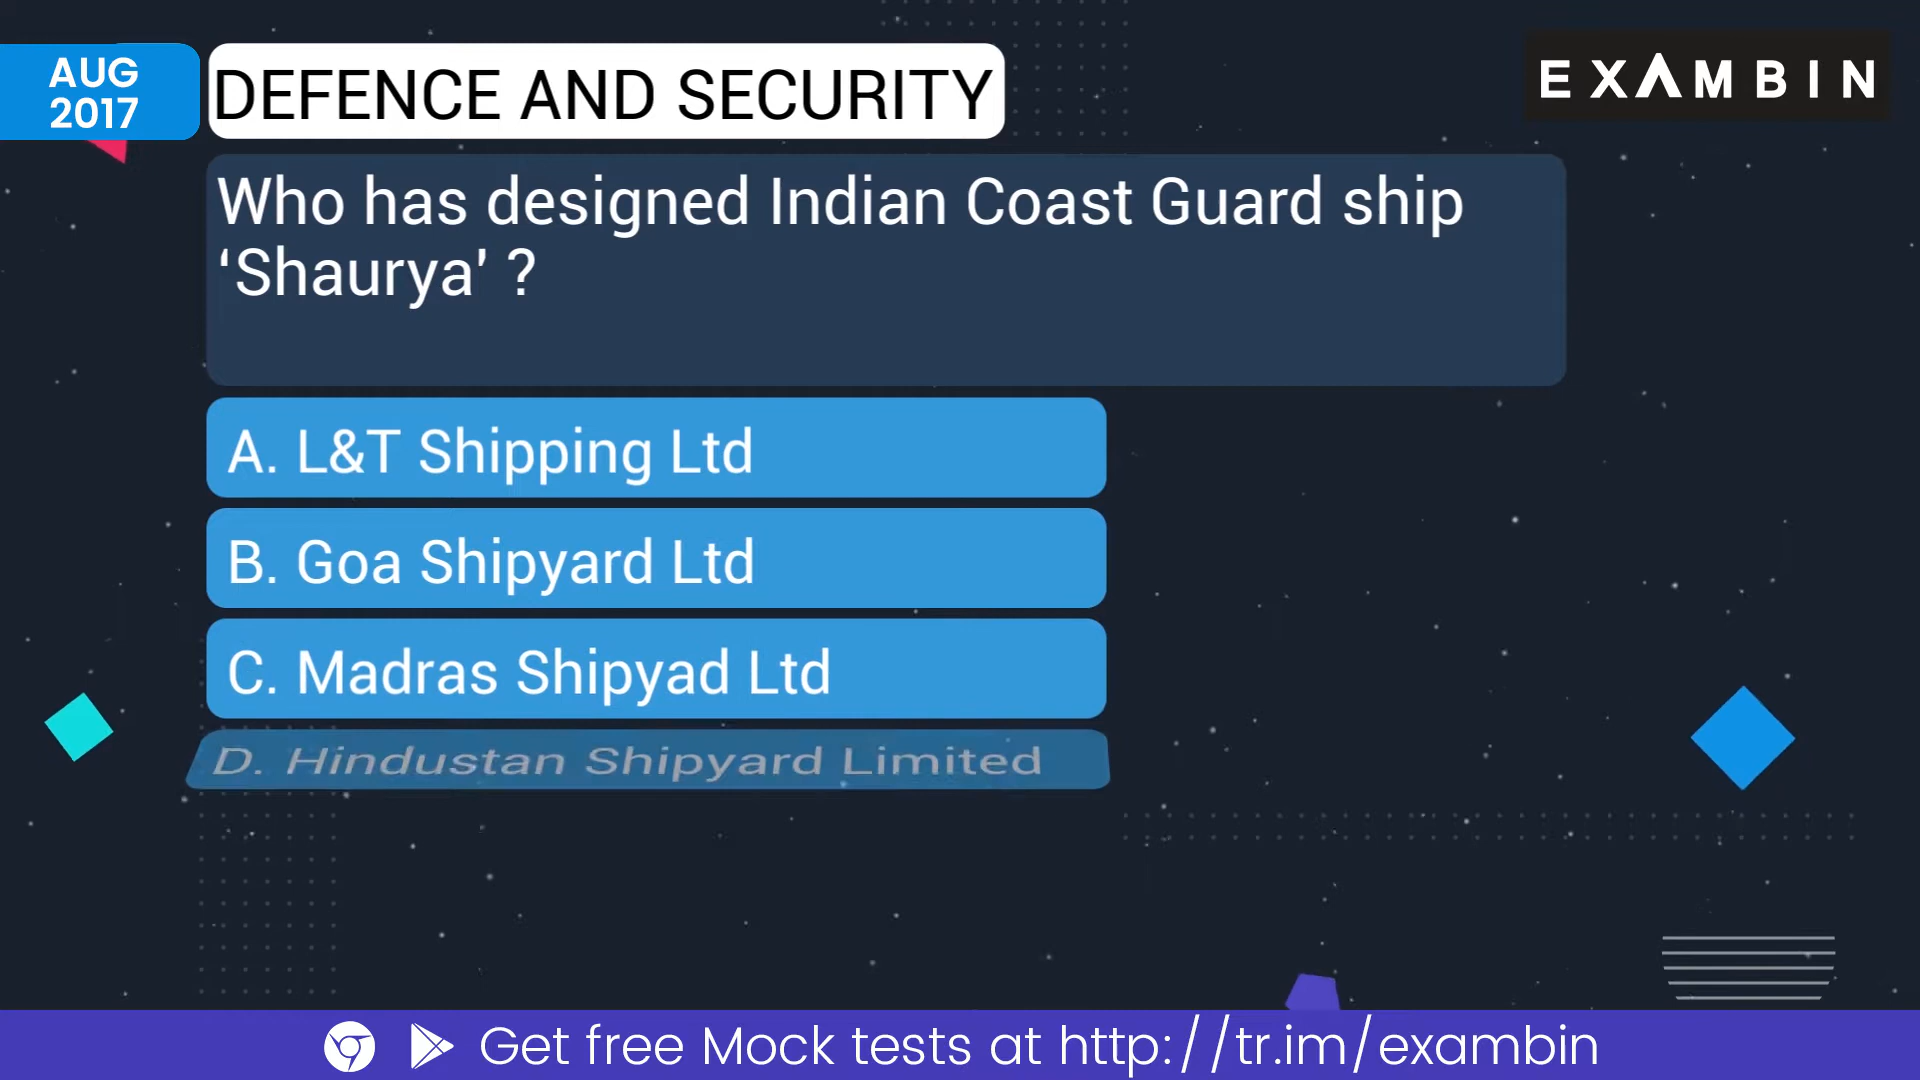 AUG
2017
DEFENCE AND SECURITY
EXAMBIN
Who has designed Indian Coast Guard ship
‘Shaurya’ ?
A. L&T Shipping Ltd
B. Goa Shipyard Ltd
C. Madras Shipyad Ltd
D. Hindustan Shipyard Limited
Get free Mock tests at http://tr.im/exambin